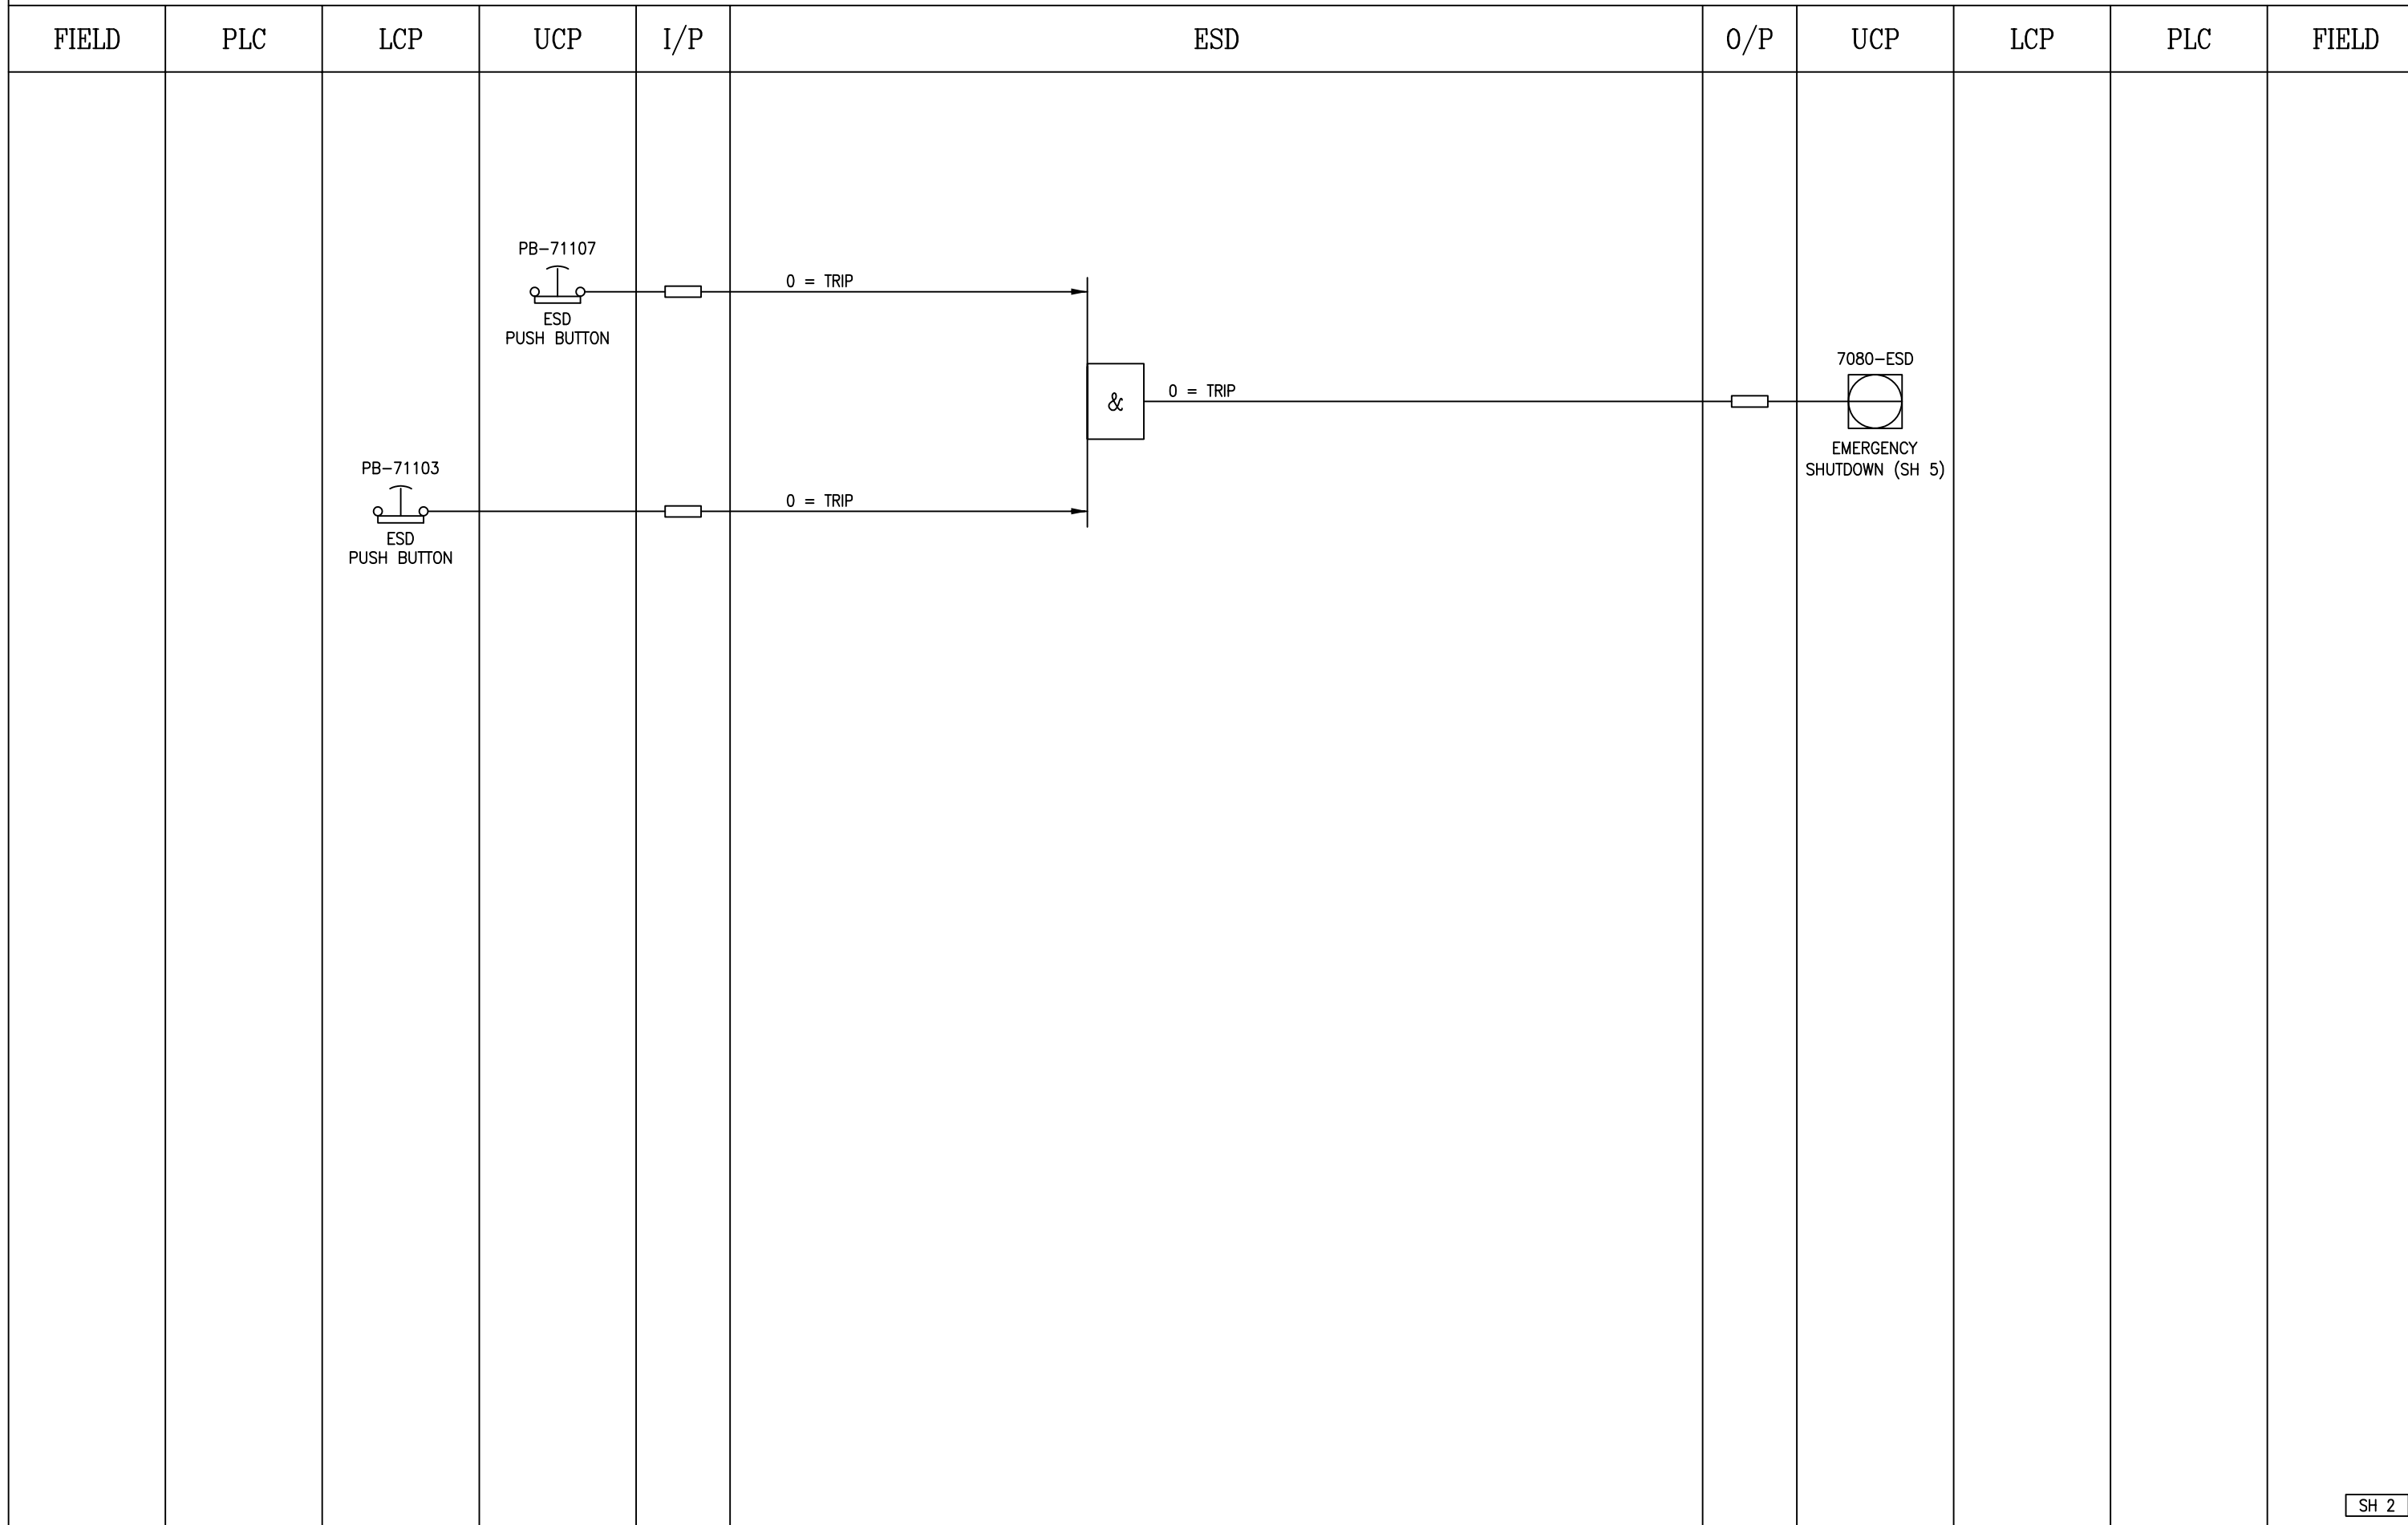 FIELD PLC LCP UCP I/P ESD O/P UCP LCP PLC FIELD
PB-71107
0 = TRIP
ESD
PUSH BUTTON
7080-ESD
&
0 = TRIP
EMERGENCY
SHUTDOWN (SH 5)
PB-71103
0 = TRIP
ESD
PUSH BUTTON
SH 2